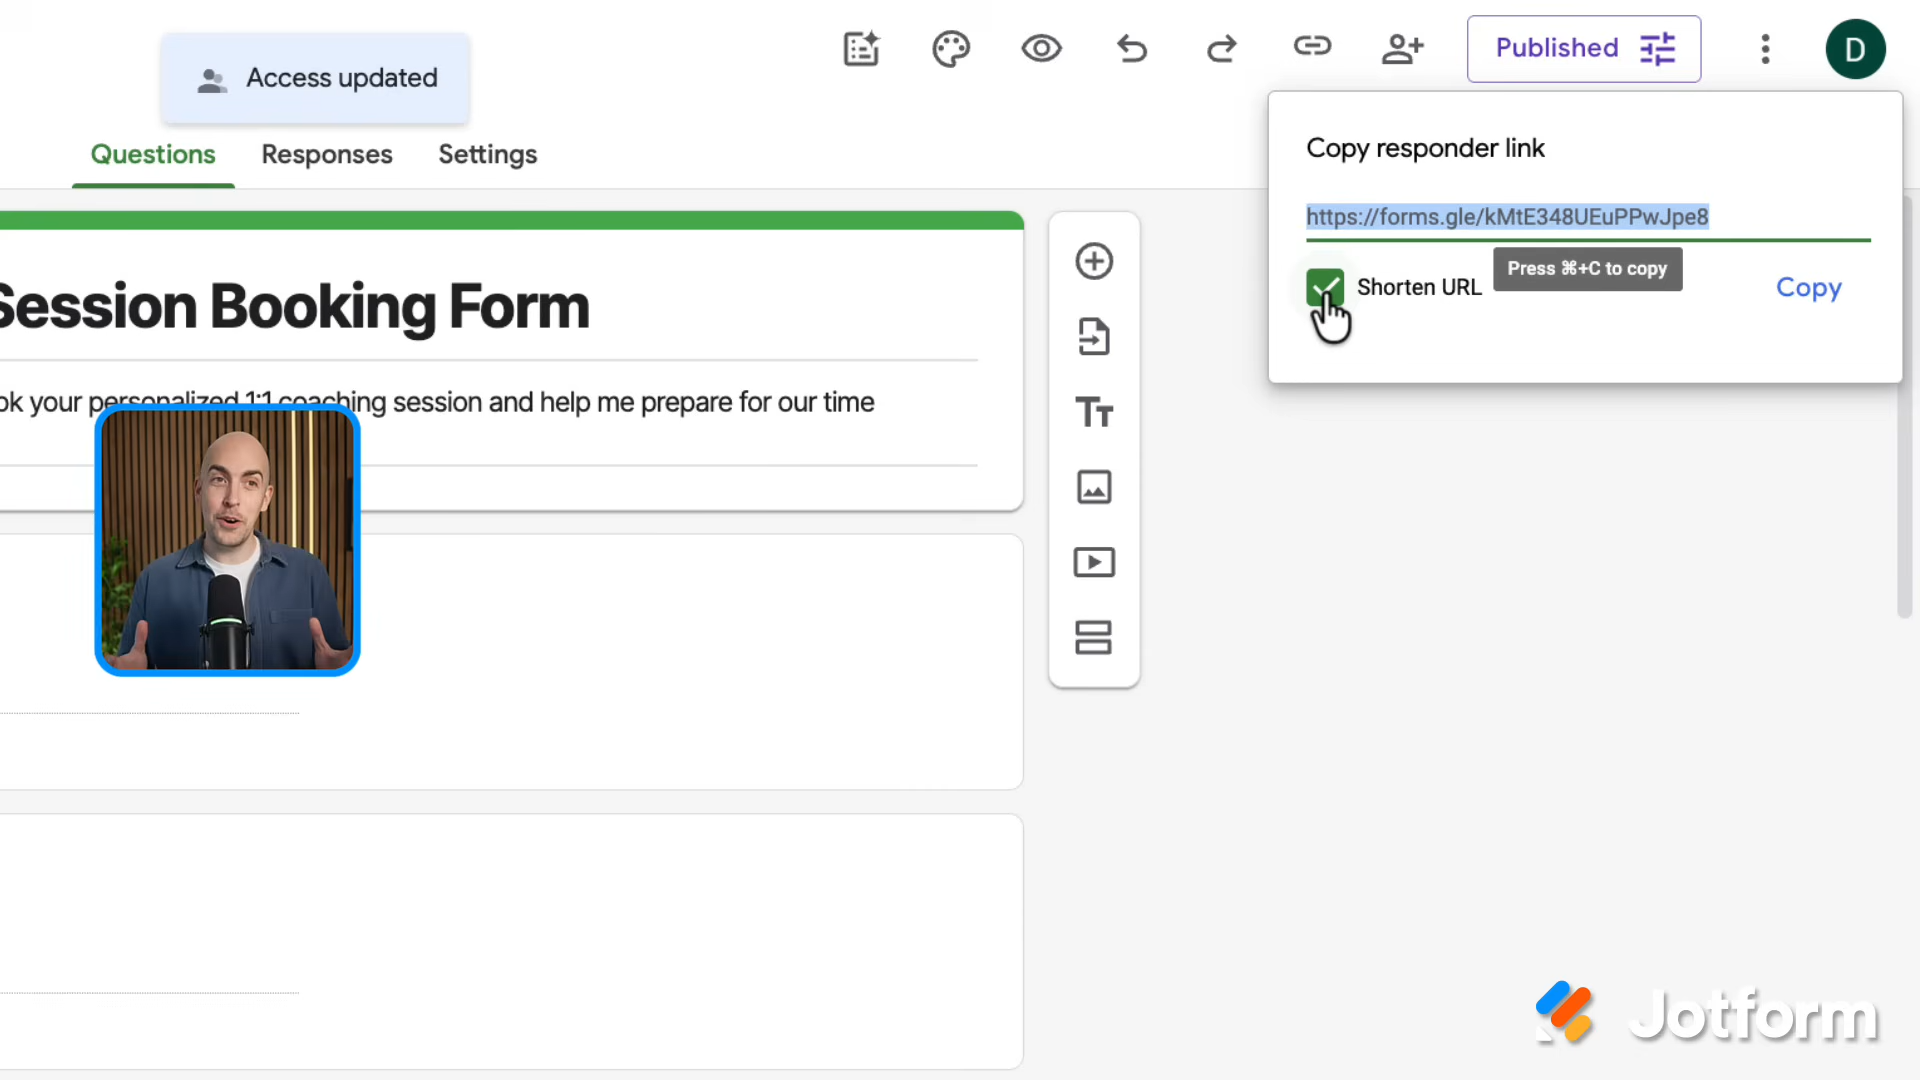 Access updated
Published
D
Questions
Responses
Settings
Copy responder link
https://forms.gle/kMtE348UEuPPwJpe8
Press ⌘+C to copy
Shorten URL
Copy
Session Booking Form
ok your personalized 1:1 coaching session and help me prepare for our time
Tt
Jotform